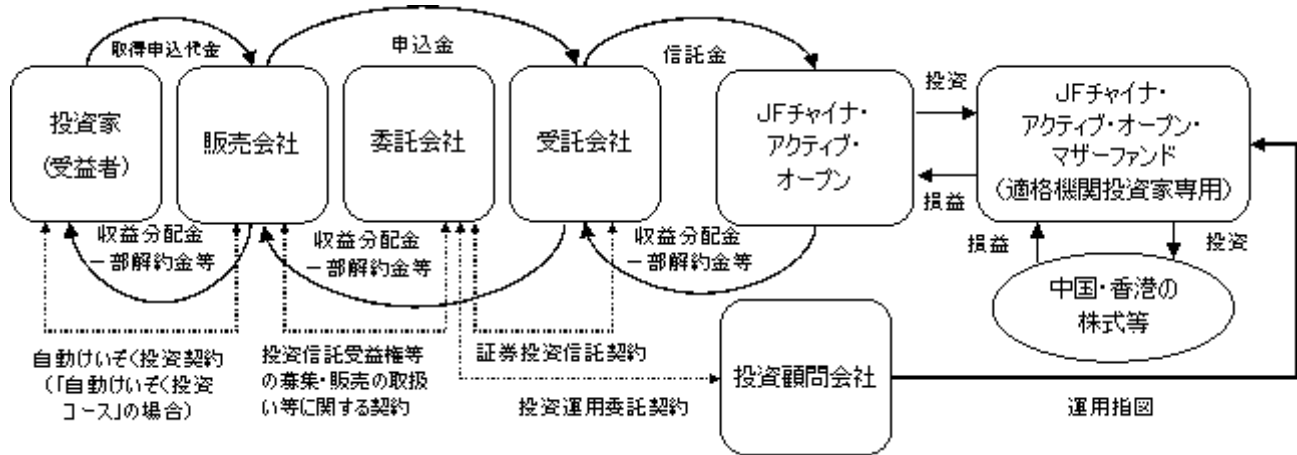 取得申込代金
申込金
信託金
投資家
(受益者)
販売会社
委託会社
受託会社
JFチャイナ・
アクティブ・
オープン
投資
損益
JFチャイナ・
アクティブ・オープン・
マザーファンド
(適格機関投資家専用)
収益分配金
一部解約金等
収益分配金
一部解約金等
収益分配金
一部解約金等
損益
投資
中国・香港の
株式等
自動けいぞく投資契約
(「自動けいぞく投資
コース」の場合)
投資信託受益権等
の募集・販売の取扱
い等に関する契約
証券投資信託契約
投資運用委託契約
投資顧問会社
運用指図